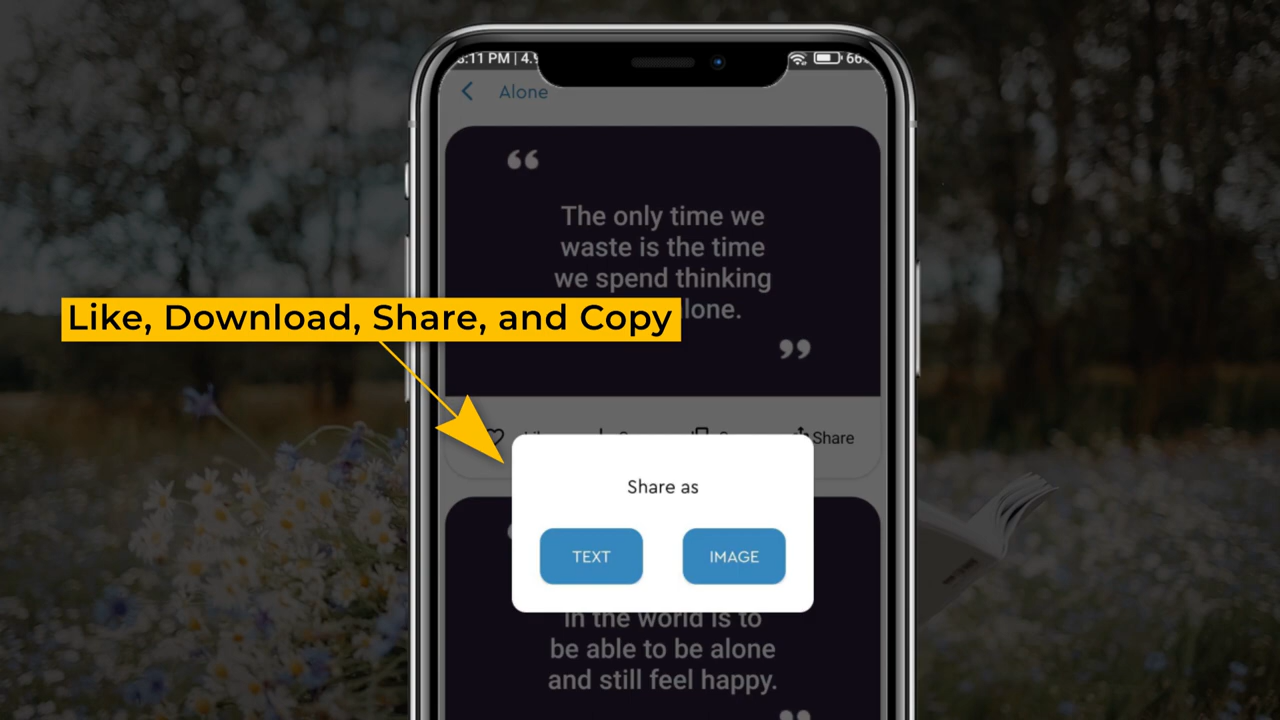 :11 PM | 4.
66
Alone
The only time we
waste is the time
we spend thinking
lone.
Like, Download, Share, and Copy
Share
Share as
TEXT
IMAGE
in the world is to
be able to be alone
and still feel happy.